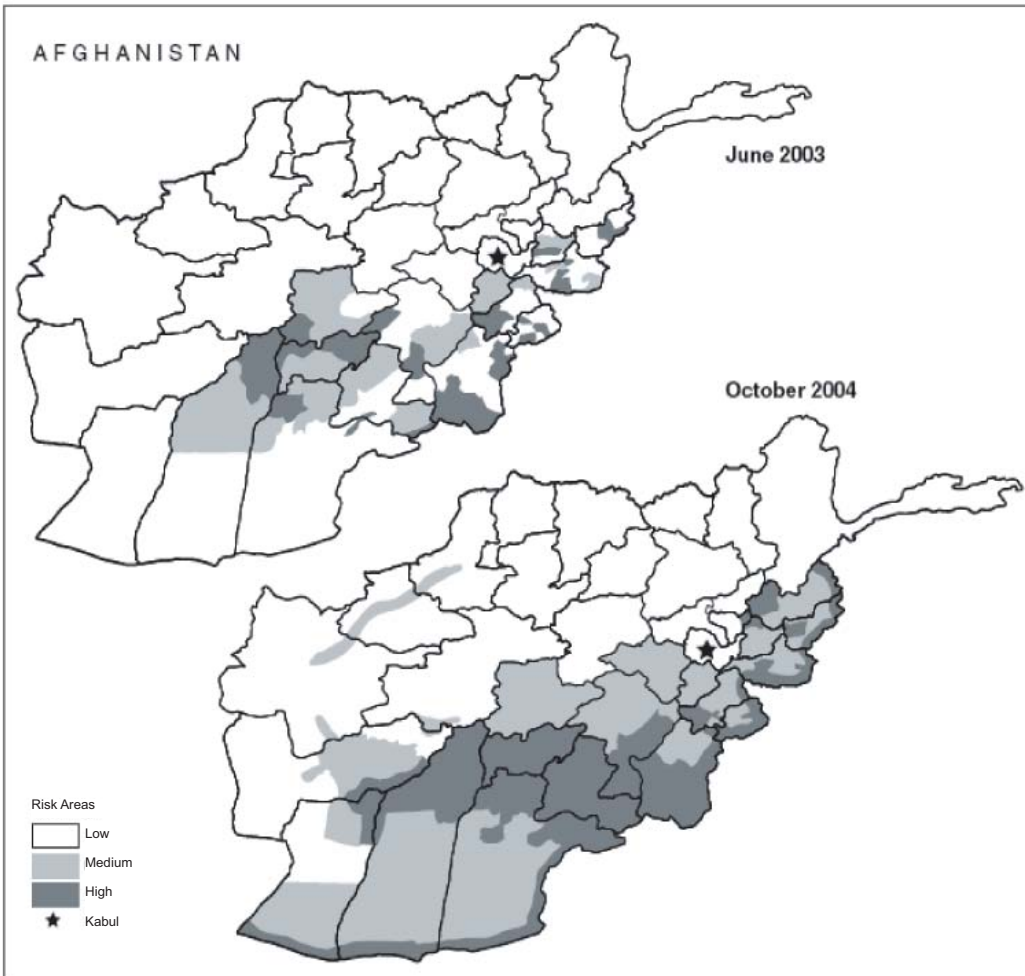 AFGHANISTAN
June 2003
October 2004
Risk Areas
Low
Medium
High
Kabul